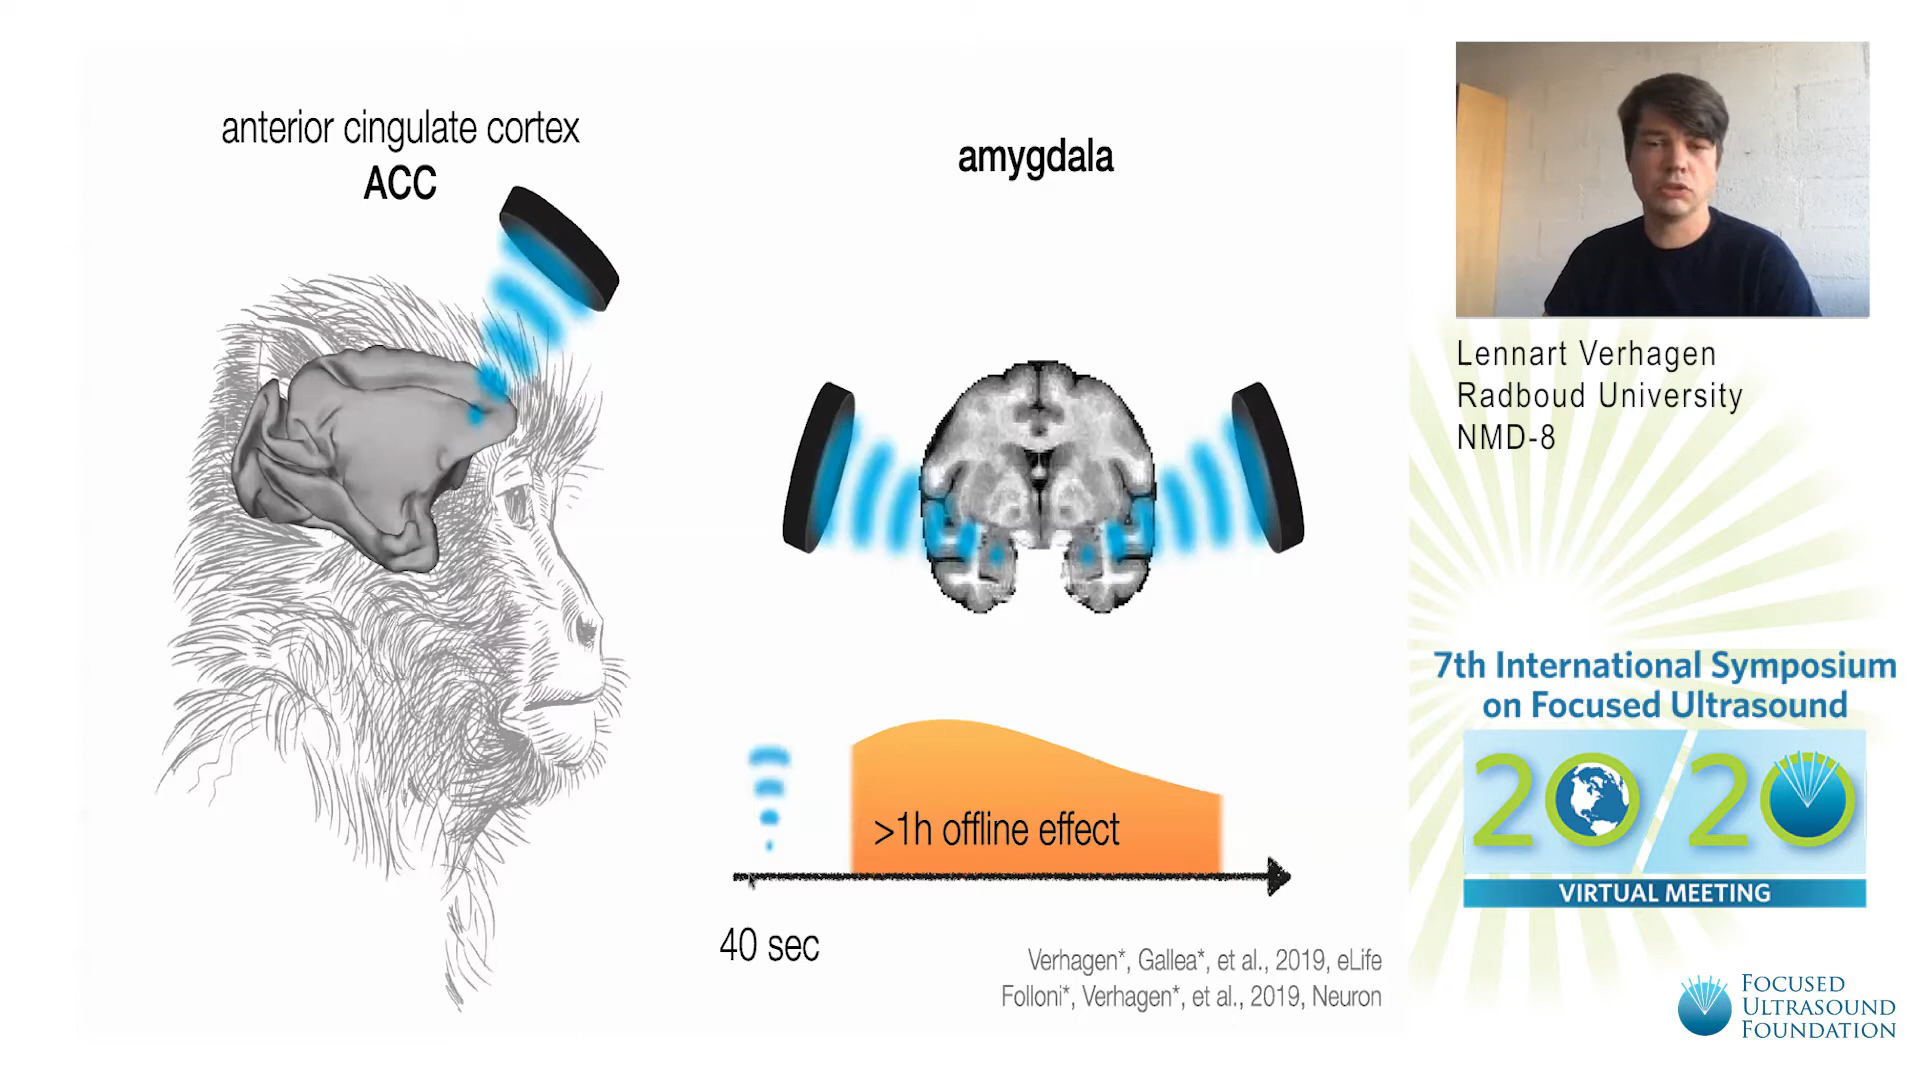 anterior cingulate cortex
ACC
amygdala
>1h offline effect
40 sec
Verhagen*, Gallea*, et al., 2019, eLife
Folloni*, Verhagen*, et al., 2019, Neuron
Lennart Verhagen
Radboud University
NMD-8
7th International Symposium
on Focused Ultrasound
20/20
VIRTUAL MEETING
FOCUSED
ULTRASOUND
FOUNDATION